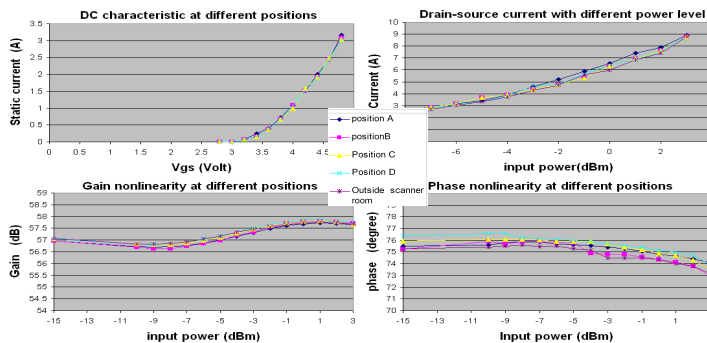 DC characteristic at different positions
Static current (A)
3.5
3
2.5
2
1.5
1
0.5
0
0 0.5 1 1.5 2 2.5 3 3.5 4 4.5
Vgs (Volt)
Drain-source current with different power level
Current (A)
10
9
8
7
6
5
4
3
-6 -4 -2 0 2
input power(dBm)
position A
positionB
Position C
Position D
Outside scanner
room
Gain nonlinearity at different positions
Gain (dB)
59
58.5
58
57.5
57
56.5
56
55.5
55
54.5
54
-15 -13 -11 -9 -7 -5 -3 -1 1 3
input power (dBm)
Phase nonlinearity at different positions
phase (degree)
79
78
77
76
75
74
73
72
71
70
-15 -13 -11 -9 -7 -5 -3 -1 1
Input power (dBm)